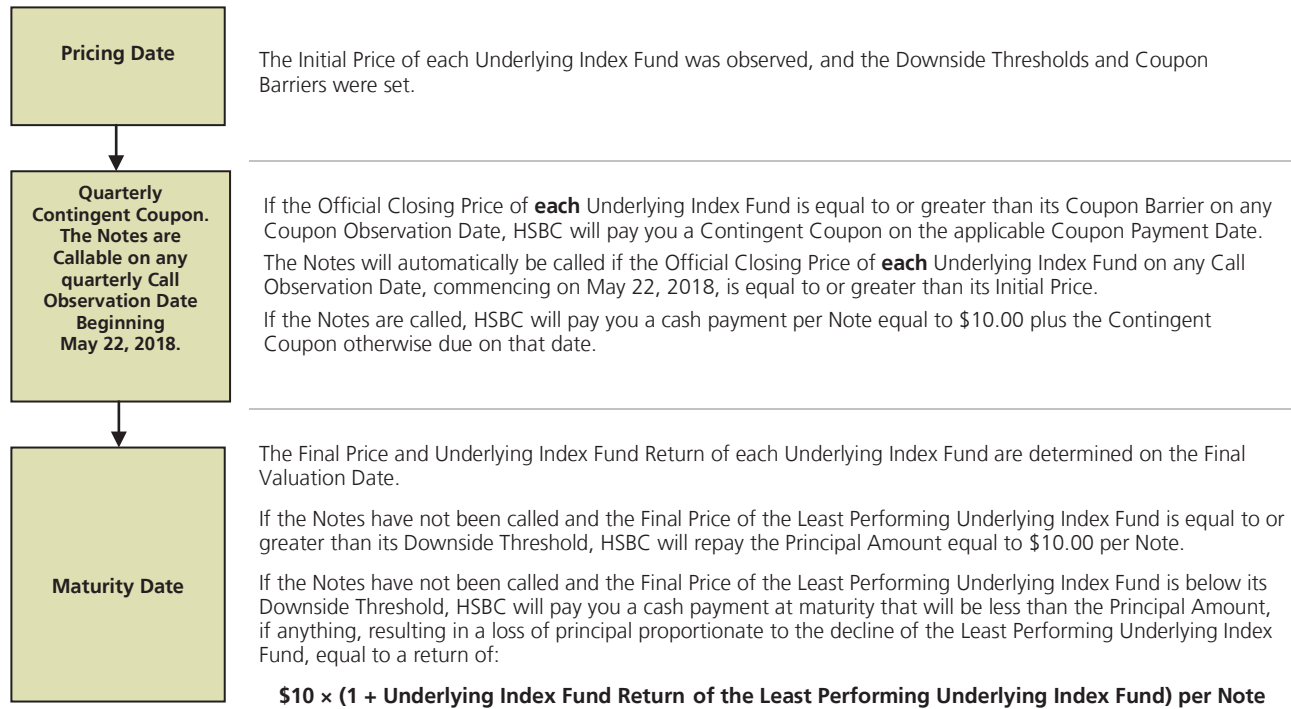 Pricing Date
The Initial Price of each Underlying Index Fund was observed, and the Downside Thresholds and Coupon
Barriers were set.
Quarterly
Contingent Coupon.
The Notes are
Callable on any
quarterly Call
Observation Date
Beginning
May 22, 2018.
If the Official Closing Price of each Underlying Index Fund is equal to or greater than its Coupon Barrier on any
Coupon Observation Date, HSBC will pay you a Contingent Coupon on the applicable Coupon Payment Date.
The Notes will automatically be called if the Official Closing Price of each Underlying Index Fund on any Call
Observation Date, commencing on May 22, 2018, is equal to or greater than its Initial Price.
If the Notes are called, HSBC will pay you a cash payment per Note equal to $10.00 plus the Contingent
Coupon otherwise due on that date.
Maturity Date
The Final Price and Underlying Index Fund Return of each Underlying Index Fund are determined on the Final
Valuation Date.
If the Notes have not been called and the Final Price of the Least Performing Underlying Index Fund is equal to or
greater than its Downside Threshold, HSBC will repay the Principal Amount equal to $10.00 per Note.
If the Notes have not been called and the Final Price of the Least Performing Underlying Index Fund is below its
Downside Threshold, HSBC will pay you a cash payment at maturity that will be less than the Principal Amount,
if anything, resulting in a loss of principal proportionate to the decline of the Least Performing Underlying Index
Fund, equal to a return of:
$10 × (1 + Underlying Index Fund Return of the Least Performing Underlying Index Fund) per Note